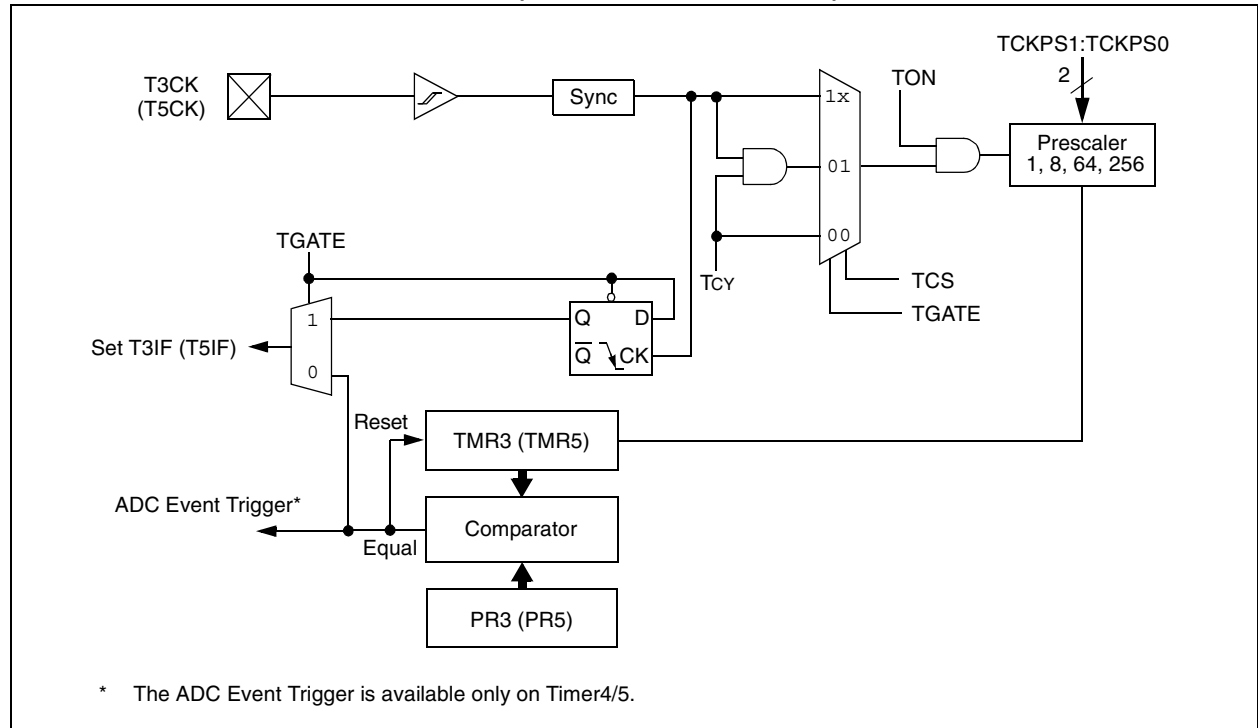 TCKPS1:TCKPS0
2
T3CK
(T5CK)
Sync
1x
TON
Prescaler
1, 8, 64, 256
01
00
TGATE
TCY
TCS
TGATE
1
Q
D
Set T3IF (T5IF)
Q
CK
0
Reset
TMR3 (TMR5)
ADC Event Trigger*
Comparator
Equal
PR3 (PR5)
* The ADC Event Trigger is available only on Timer4/5.